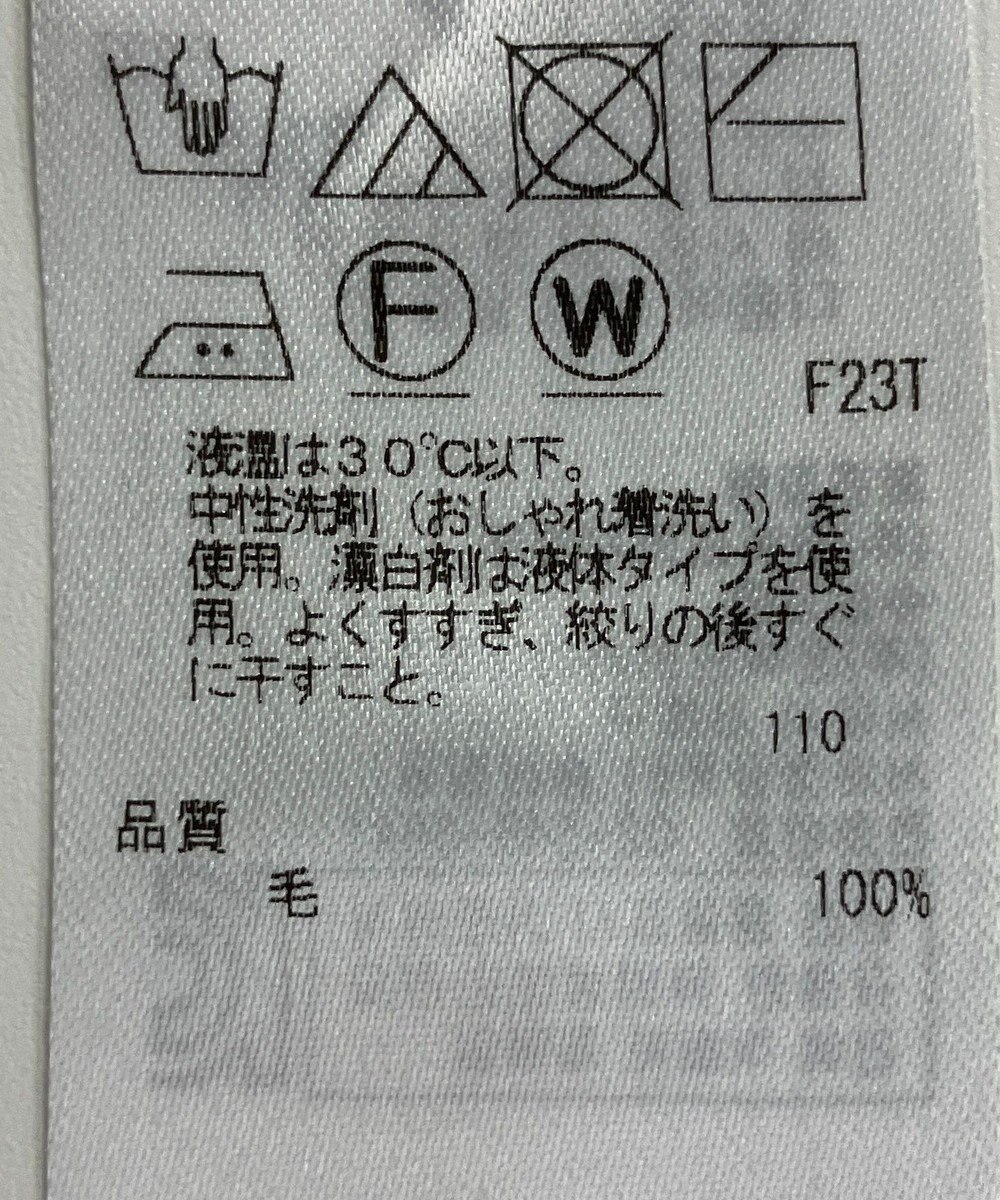 F W
F23T
液温は30℃以下。
中性洗剤(おしゃれ着洗い)を
使用。漂白剤は液体タイプを使
用。よくすすぎ、絞りの後すぐ
に干すこと。
110
品質
毛 100%